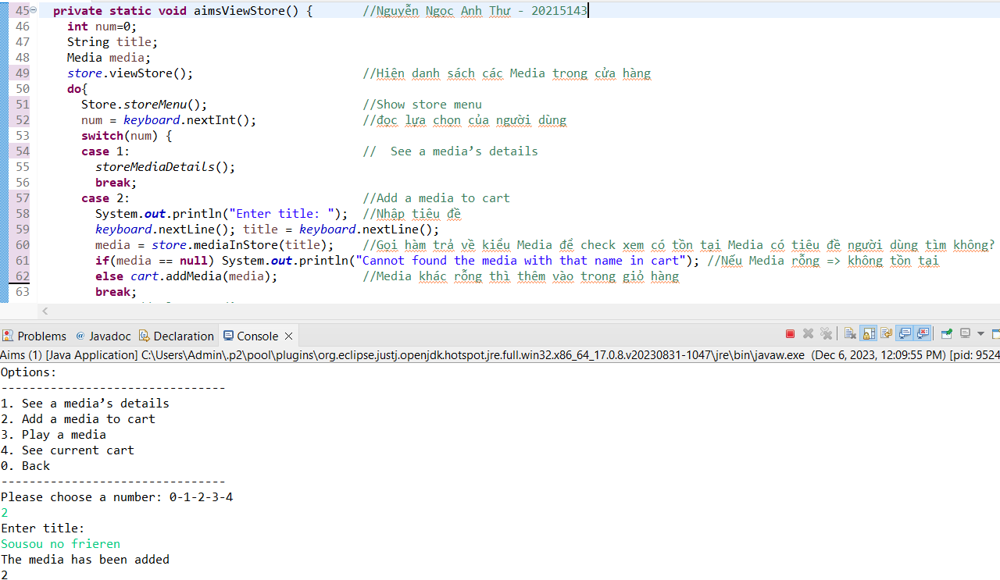 45 private static void aimsViewStore() { //Nguyễn Ngọc Anh Thư - 20215143
46 int num=0;
47 String title;
48 Media media;
49 store.viewStore(); //Hiện danh sách các Media trong cửa hàng
50 do{
51 Store.storeMenu(); //Show store menu
52 num = keyboard.nextInt(); //đọc lựa chọn của người dùng
53 switch(num) {
54 case 1: // See a media’s details
55 storeMediaDetails();
56 break;
57 case 2: //Add a media to cart
58 System.out.println("Enter title: "); //Nhập tiêu đề
59 keyboard.nextLine(); title = keyboard.nextLine();
60 media = store.mediaInStore(title); //Gọi hàm trả về kiểu Media để check xem có tồn tại Media có tiêu đề người dùng tìm không?
61 if(media == null) System.out.println("Cannot found the media with that name in cart"); //Nếu Media rỗng => không tồn tại
62 else cart.addMedia(media); //Media khác rỗng thì thêm vào trong giỏ hàng
63 break;
Problems @ Javadoc Declaration Console
Aims (1) [Java Application] C:\Users\Admin\.p2\pool\plugins\org.eclipse.justj.openjdk.hotspot.jre.full.win32.x86_64_17.0.8.v20230831-1047\jre\bin\javaw.exe (Dec 6, 2023, 12:09:55 PM) [pid: 9524
Options:
--------------------------------
1. See a media’s details
2. Add a media to cart
3. Play a media
4. See current cart
0. Back
--------------------------------
Please choose a number: 0-1-2-3-4
2
Enter title:
Sousou no frieren
The media has been added
2